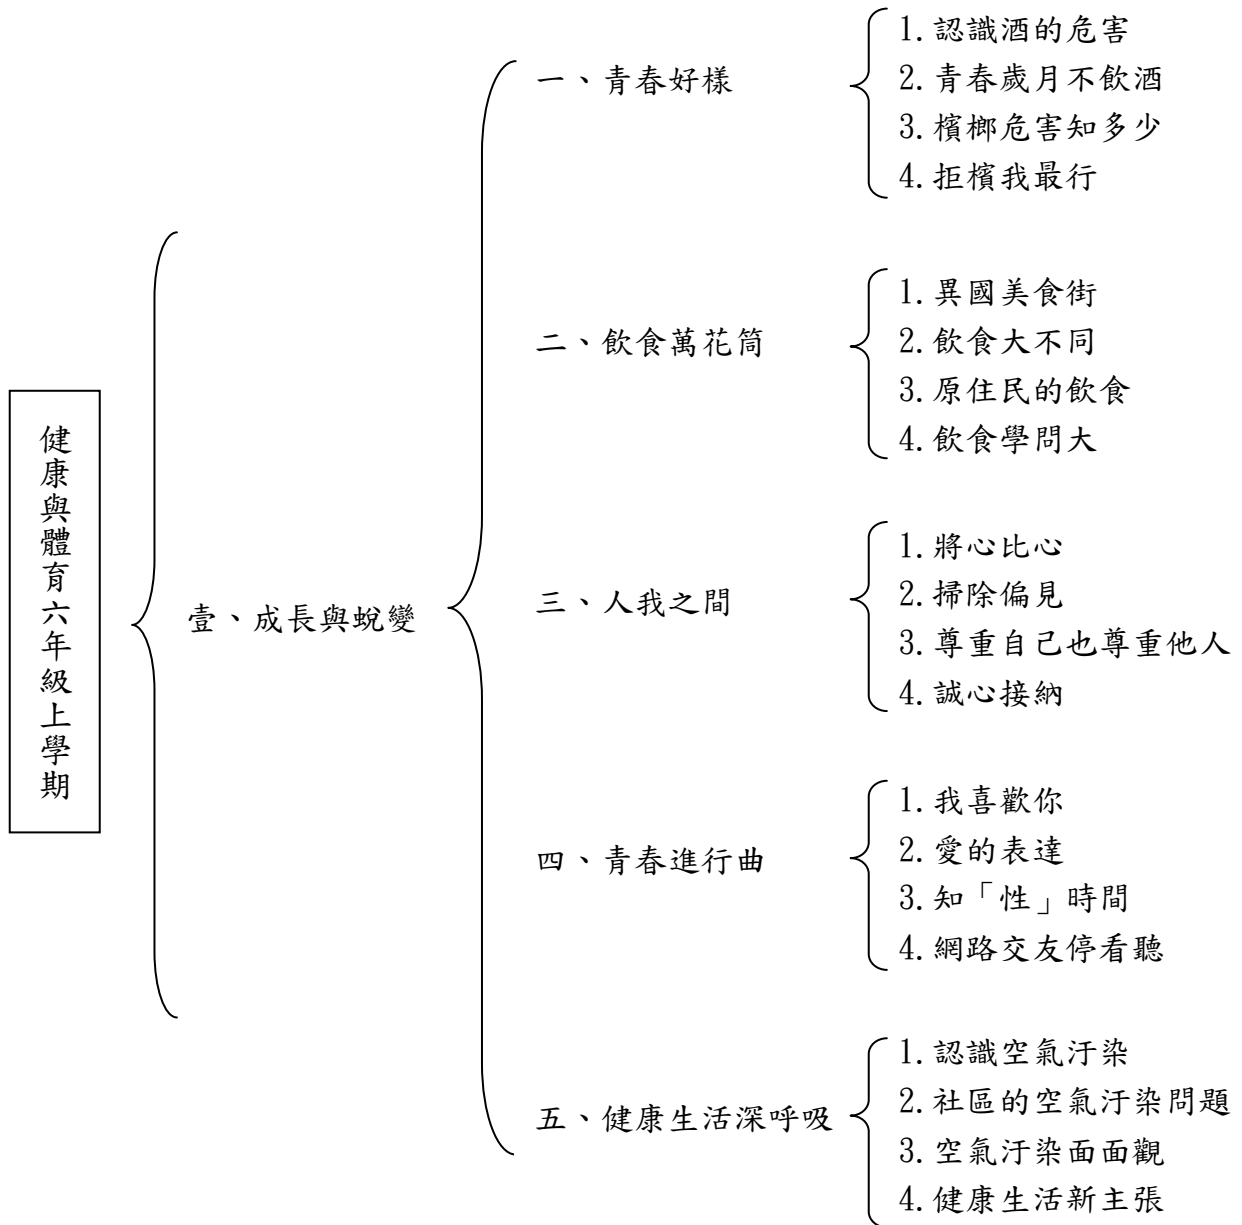 健康與體育六年級上學期
壹、成長與蛻變
一、青春好樣
1.認識酒的危害
2.青春歲月不飲酒
3.檳榔危害知多少
4.拒檳我最行
二、飲食萬花筒
1.異國美食街
2.飲食大不同
3.原住民的飲食
4.飲食學問大
三、人我之間
1.將心比心
2.掃除偏見
3.尊重自己也尊重他人
4.誠心接納
四、青春進行曲
1.我喜歡你
2.愛的表達
3.知「性」時間
4.網路交友停看聽
五、健康生活深呼吸
1.認識空氣汙染
2.社區的空氣汙染問題
3.空氣汙染面面觀
4.健康生活新主張